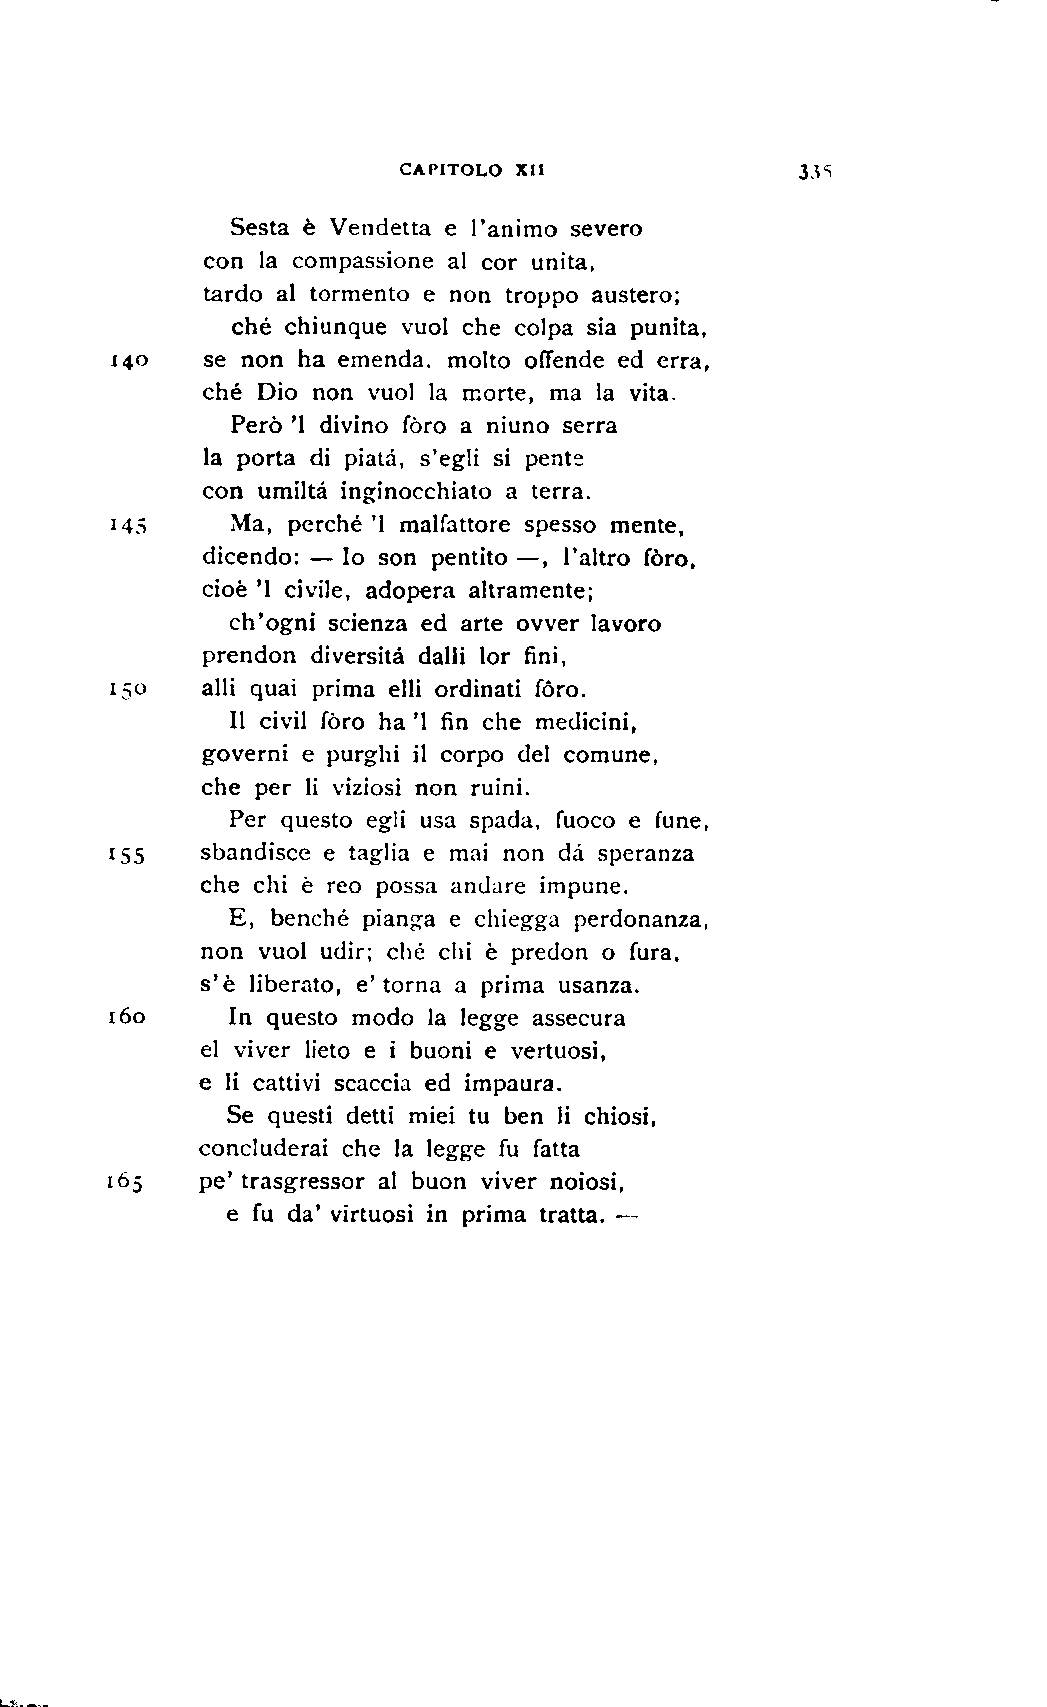 CAPITOLO XII 335
Sesta è Vendetta e l'animo severo
con la compassione al cor unita,
tardo al tormento e non troppo austero;
ché chiunque vuol che colpa sia punita,
140 se non ha emenda. molto offende ed erra,
ché Dio non vuol la morte, ma la vita.
Però 'l divino fòro a niuno serra
la porta di piatá, s'egli si pente
con umiltá inginocchiato a terra.
145 Ma, perché 'l malfattore spesso mente,
dicendo: — Io son pentito —, l'altro fòro,
cioè 'l civile, adopera altramente;
ch'ogni scienza ed arte ovver lavoro
prendon diversitá dalli lor fini,
150 alli quai prima elli ordinati fôro.
Il civil fòro ha 'l fin che medicini,
governi e purghi il corpo del comune,
che per li viziosi non ruini.
Per questo egli usa spada, fuoco e fune,
155 sbandisce e taglia e mai non dá speranza
che chi è reo possa andare impune.
E, benché pianga e chiegga perdonanza,
non vuol udir; ché chi è predon o fura,
s'è liberato, e' torna a prima usanza.
160 In questo modo la legge assecura
el viver lieto e i buoni e vertuosi,
e li cattivi scaccia ed impaura.
Se questi detti miei tu ben li chiosi,
concluderai che la legge fu fatta
165 pe' trasgressor al buon viver noiosi,
e fu da' virtuosi in prima tratta. —